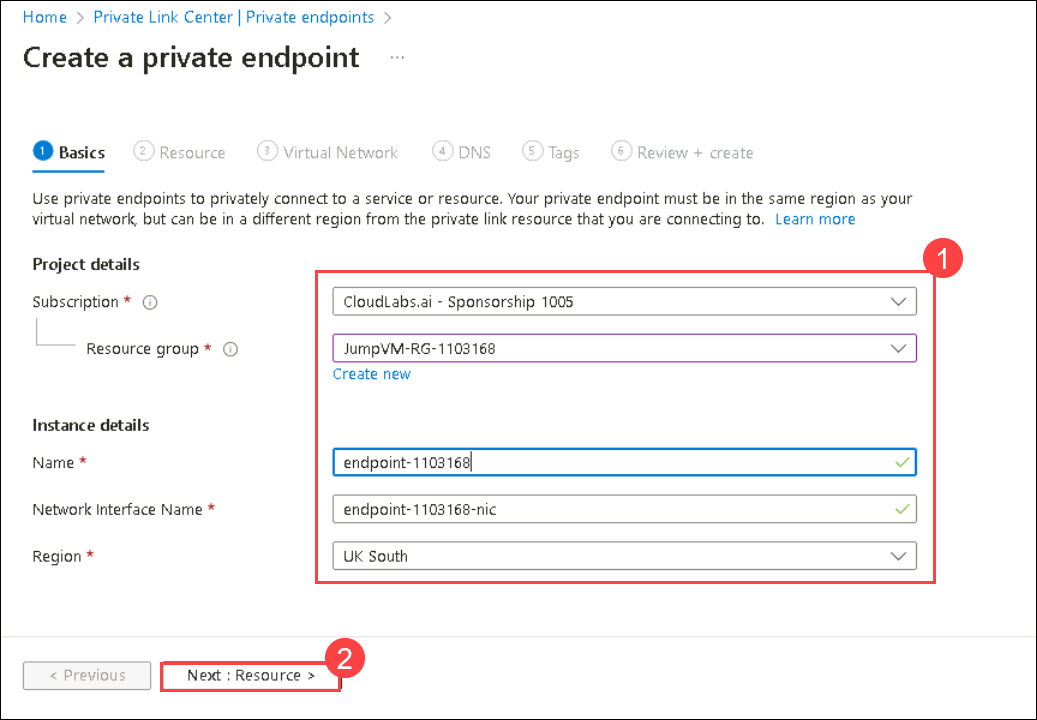 Home > Private Link Center | Private endpoints >
Create a private endpoint ...
1 Basics 2 Resource 3 Virtual Network 4 DNS 5 Tags 6 Review + create
Use private endpoints to privately connect to a service or resource. Your private endpoint must be in the same region as your
virtual network, but can be in a different region from the private link resource that you are connecting to. Learn more
1
Project details
Subscription * CloudLabs.ai - Sponsorship 1005
Resource group * JumpVM-RG-1103168
Create new
Instance details
Name * endpoint-1103168
Network Interface Name * endpoint-1103168-nic
Region * UK South
2
< Previous Next : Resource >